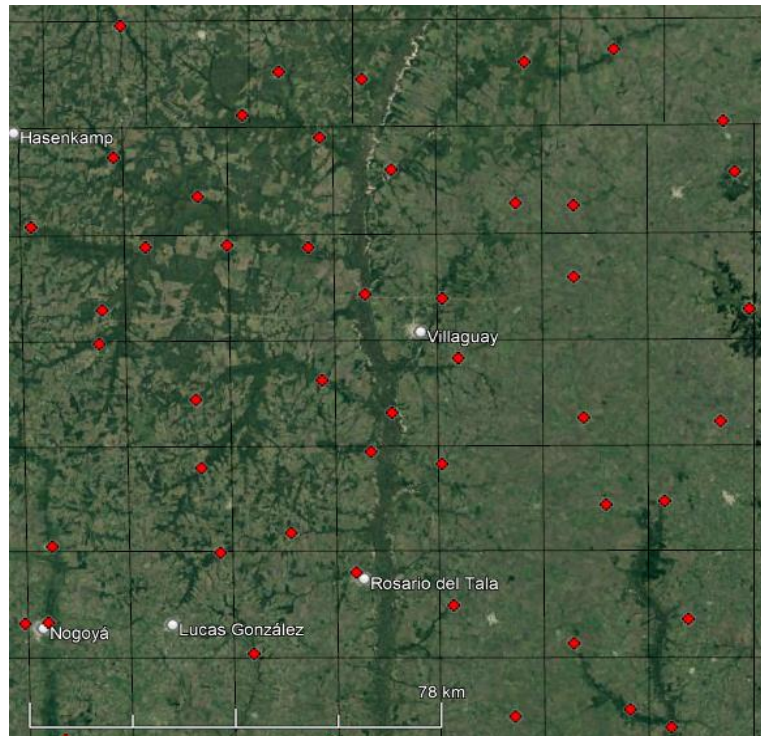 Hasenkamp
Villaguay
Rosario del Tala
Nogoyá
Lucas González
78 km